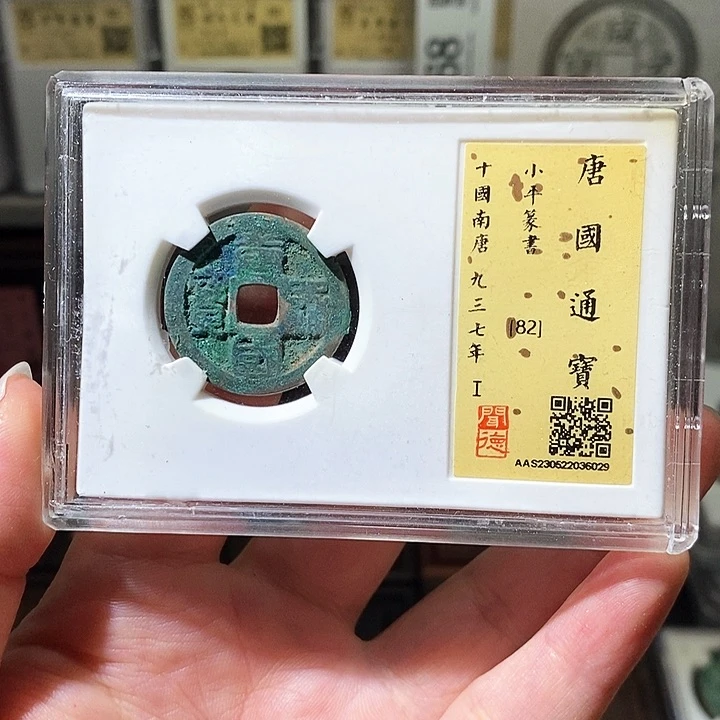 唐國通寶
小平篆書
[82]
十國南唐 九三七年 I
聞德
AAS230522036029